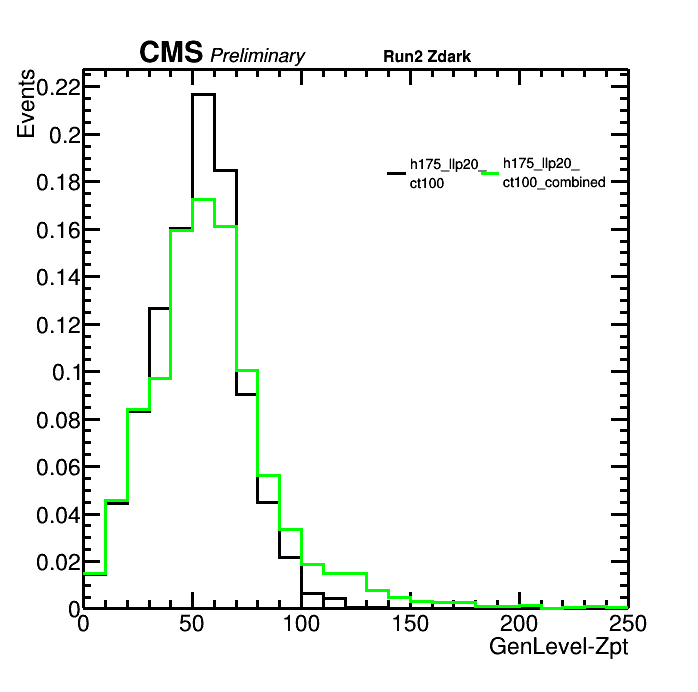 CMS Preliminary Run2 Zdark
Events
0.22
0.2
0.18
0.16
0.14
0.12
0.1
0.08
0.06
0.04
0.02
0
h175_llp20_ h175_llp20_
ct100 ct100_combined
0 50 100 150 200 250
GenLevel-Zpt